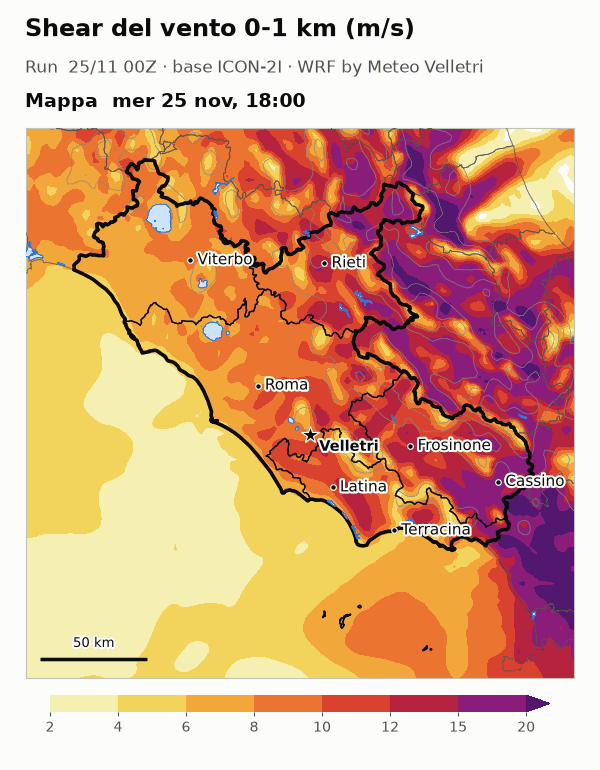 Shear del vento 0-1 km (m/s)
Run  25/11 00Z · base ICON-2I · WRF by Meteo Velletri
Mappa  mer 25 nov, 18:00
Viterbo
Rieti
Roma
Velletri
Frosinone
Cassino
Latina
Terracina
50 km
2 4 6 8 10 12 15 20